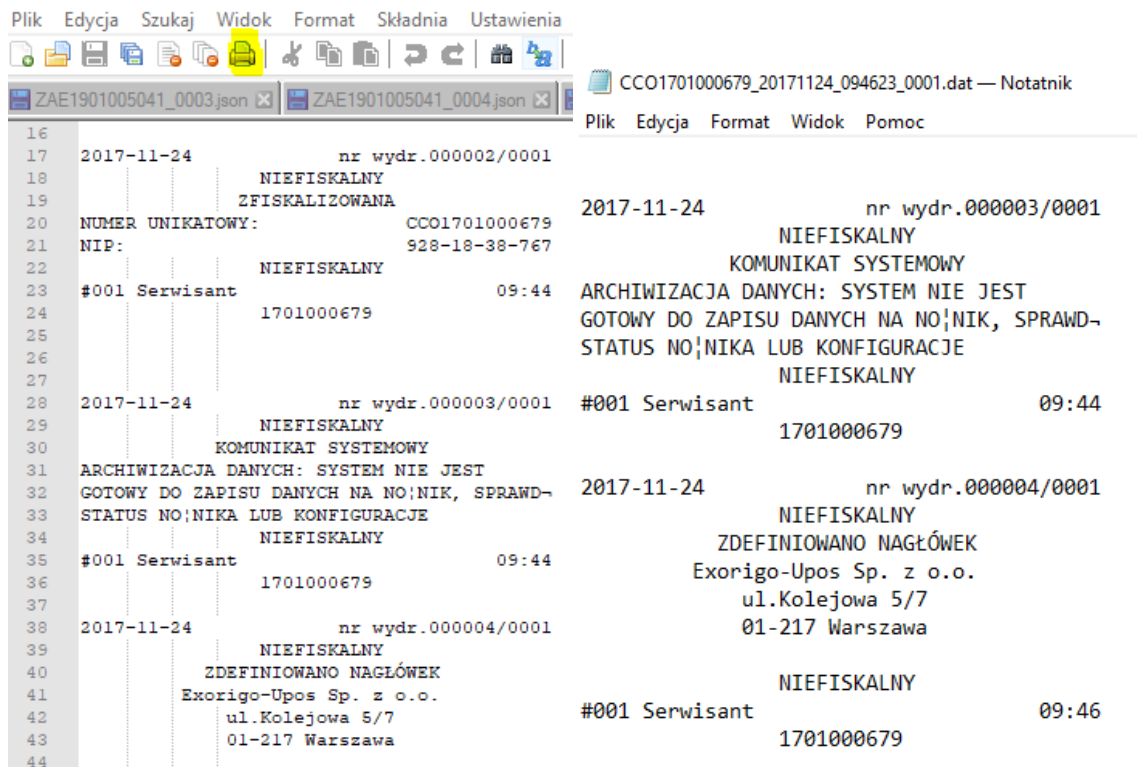 Plik Edycja Szukaj Widok Format Składnia Ustawienia
ZAE1901005041_0003.json ZAE1901005041_0004.json
16
17 2017-11-24 nr wydr.000002/0001
18 NIEFISKALNY
19 ZFISKALIZOWANA
20 NUMER UNIKATOWY: CCO1701000679
21 NIP: 928-18-38-767
22 NIEFISKALNY
23 #001 Serwisant 09:44
24 1701000679
25
26
27
28 2017-11-24 nr wydr.000003/0001
29 NIEFISKALNY
30 KOMUNIKAT SYSTEMOWY
31 ARCHIWIZACJA DANYCH: SYSTEM NIE JEST
32 GOTOWY DO ZAPISU DANYCH NA NO¦NIK, SPRAWD¬
33 STATUS NO¦NIKA LUB KONFIGURACJE
34 NIEFISKALNY
35 #001 Serwisant 09:44
36 1701000679
37
38 2017-11-24 nr wydr.000004/0001
39 NIEFISKALNY
40 ZDEFINIOWANO NAGŁÓWEK
41 Exorigo-Upos Sp. z o.o.
42 ul.Kolejowa 5/7
43 01-217 Warszawa
44
CCO1701000679_20171124_094623_0001.dat — Notatnik
Plik Edycja Format Widok Pomoc
2017-11-24 nr wydr.000003/0001
NIEFISKALNY
KOMUNIKAT SYSTEMOWY
ARCHIWIZACJA DANYCH: SYSTEM NIE JEST
GOTOWY DO ZAPISU DANYCH NA NO¦NIK, SPRAWD¬
STATUS NO¦NIKA LUB KONFIGURACJE
NIEFISKALNY
#001 Serwisant 09:44
1701000679
2017-11-24 nr wydr.000004/0001
NIEFISKALNY
ZDEFINIOWANO NAGŁÓWEK
Exorigo-Upos Sp. z o.o.
ul.Kolejowa 5/7
01-217 Warszawa
NIEFISKALNY
#001 Serwisant 09:46
1701000679